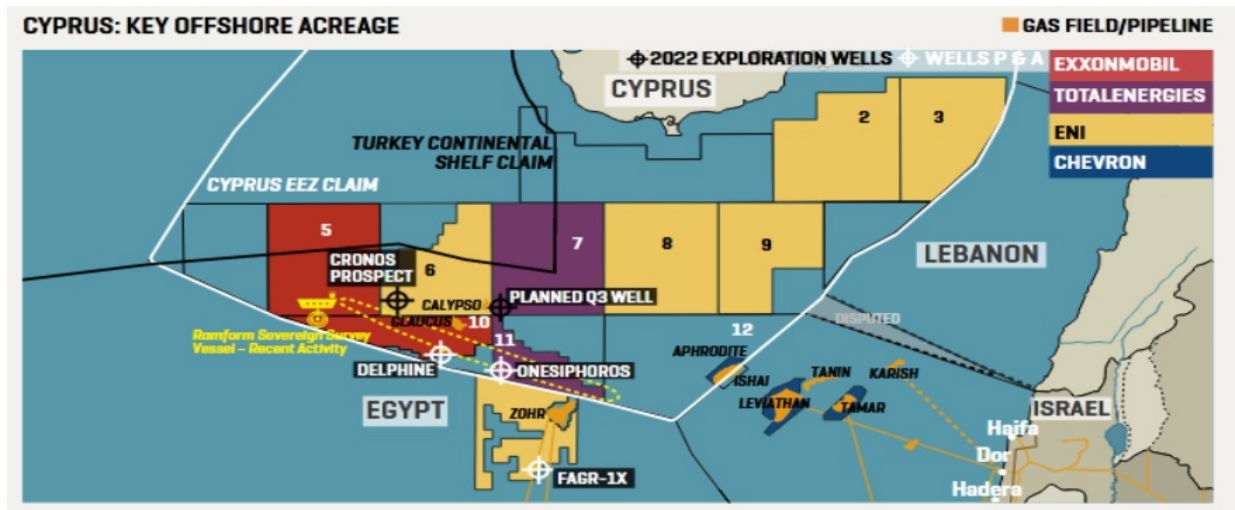 CYPRUS: KEY OFFSHORE ACREAGE
GAS FIELD/PIPELINE
2022 EXPLORATION WELLS
WELLS P & A
EXXONMOBIL
TOTALENERGIES
ENI
CHEVRON
CYPRUS
2
3
TURKEY CONTINENTAL
SHELF CLAIM
CYPRUS EEZ CLAIM
5
7
8
9
LEBANON
CRONOS
PROSPECT
6
CALYPSO
PLANNED Q3 WELL
GLAUCUS
10
Ramform Sovereign Survey
Vessel – Recent Activity
11
12
DISPUTED
DELPHINE
ONESIPHOROS
APHRODITE
ISHAI
TANIN
KARISH
LEVIATHAN
TAMAR
EGYPT
ZOHR
ISRAEL
Haifa
Dor
Hadera
FAGR-1X